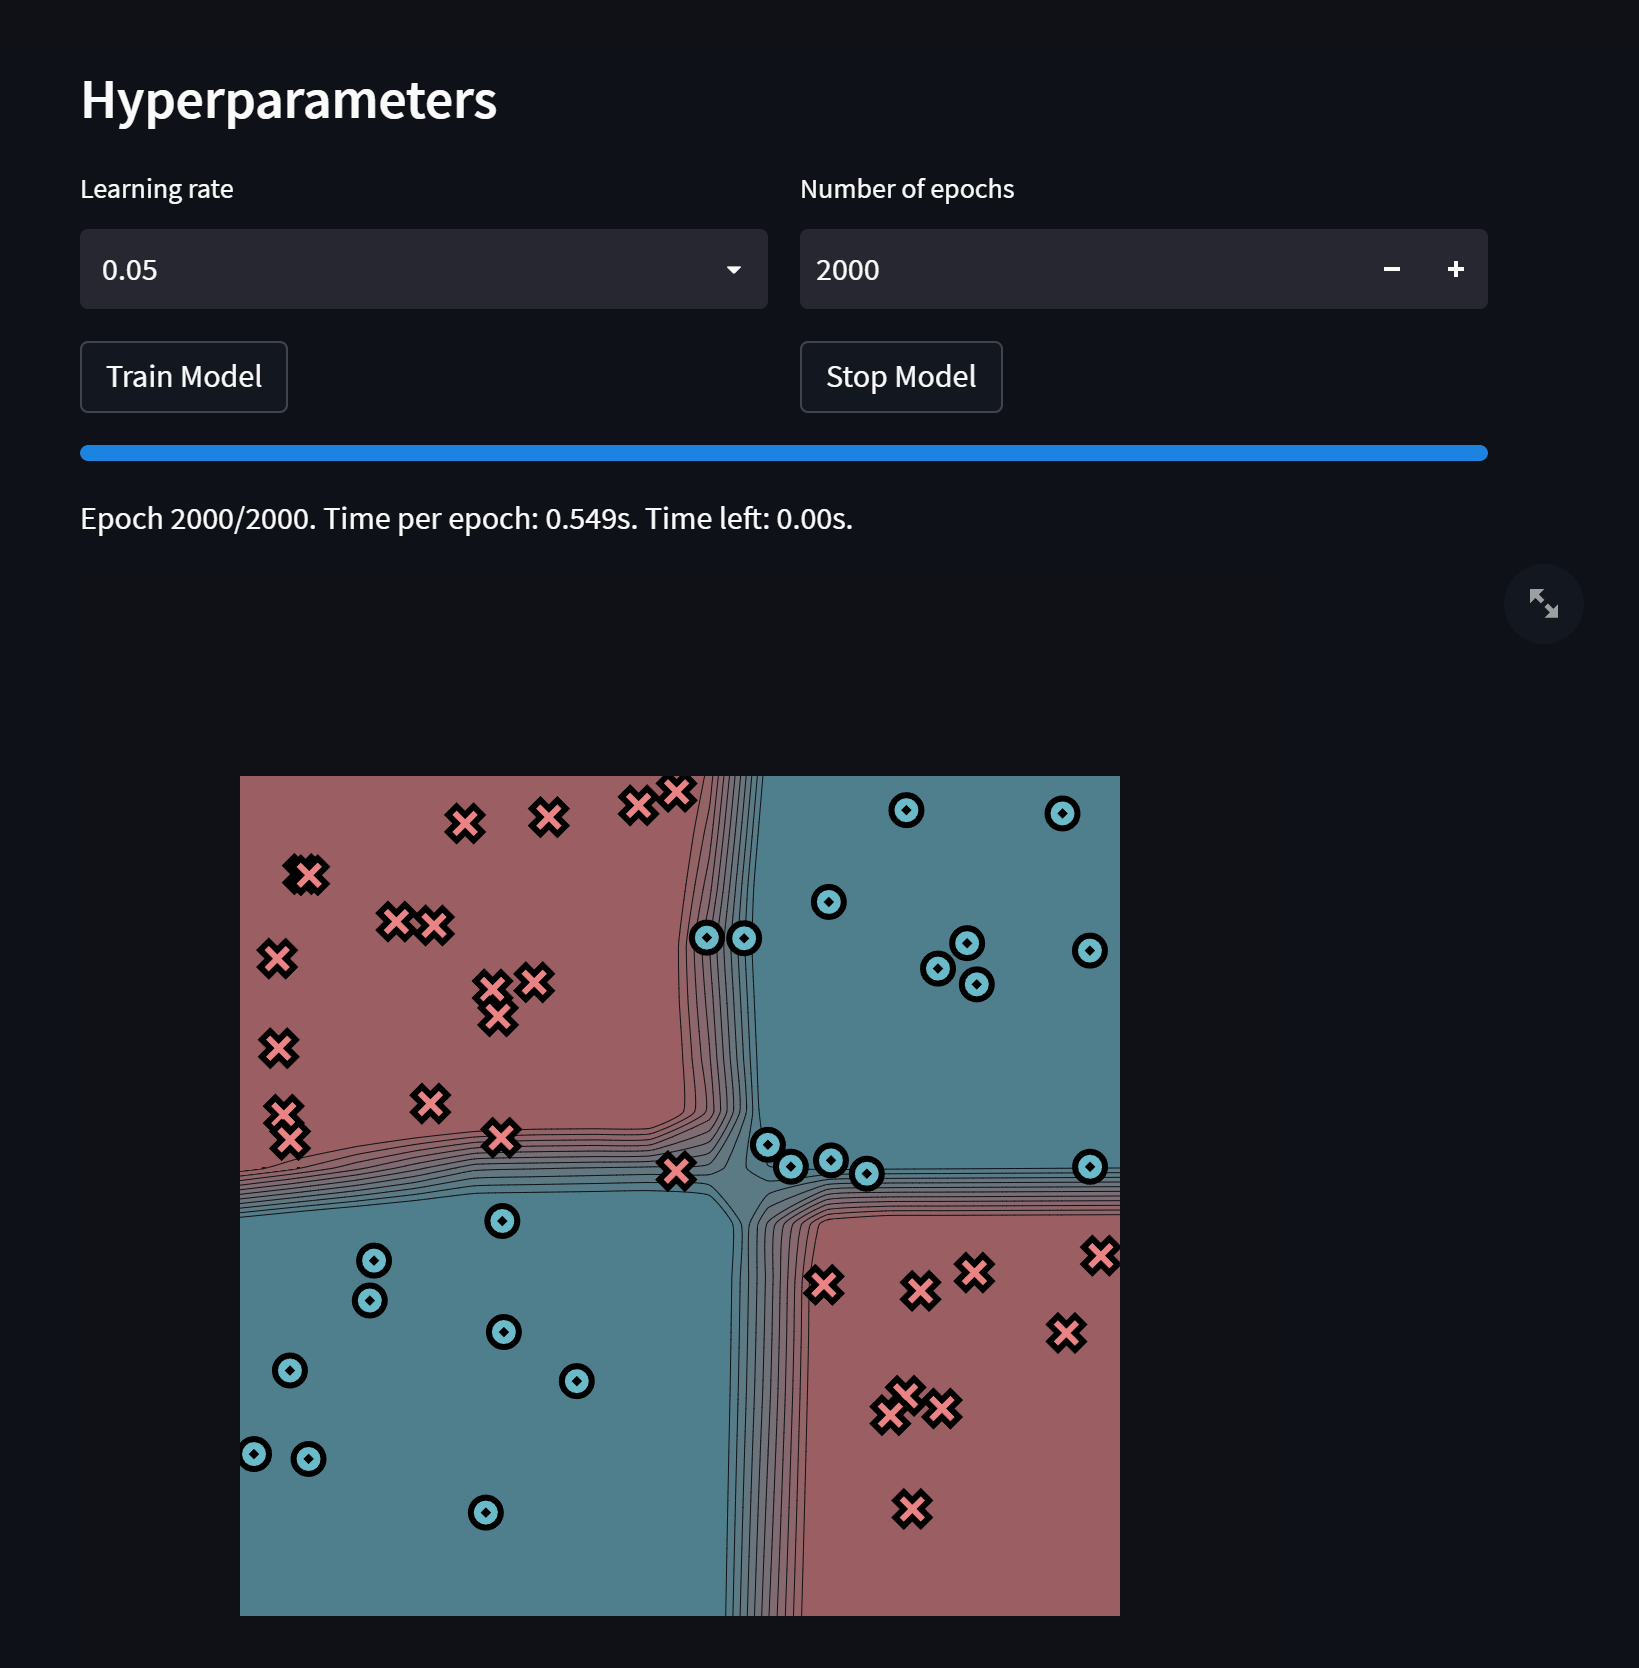 Hyperparameters
Learning rate
Number of epochs
0.05
2000
Train Model
Stop Model
Epoch 2000/2000. Time per epoch: 0.549s. Time left: 0.00s.